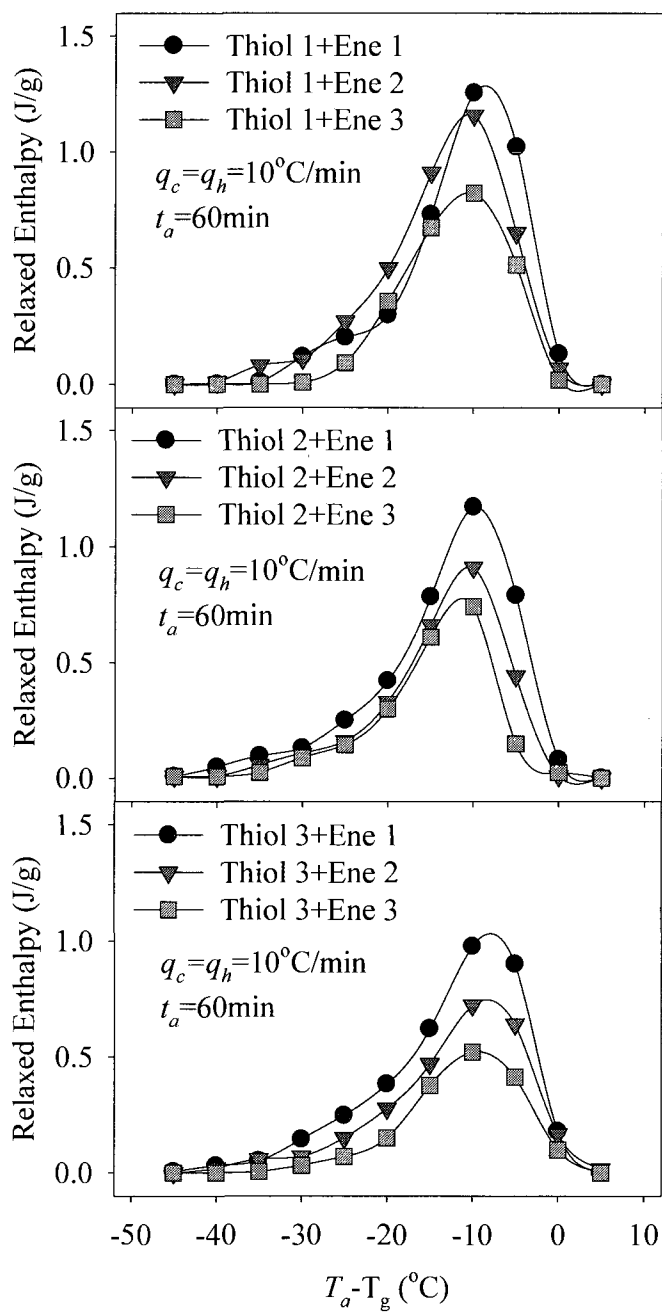 1.5
Thiol 1+Ene 1
Thiol 1+Ene 2
Thiol 1+Ene 3
1.0
q_c=q_h=10°C/min
t_a=60min
0.5
0.0
Relaxed Enthalpy (J/g)
1.5
Thiol 2+Ene 1
Thiol 2+Ene 2
Thiol 2+Ene 3
1.0
q_c=q_h=10°C/min
t_a=60min
0.5
0.0
Relaxed Enthalpy (J/g)
1.5
Thiol 3+Ene 1
Thiol 3+Ene 2
Thiol 3+Ene 3
1.0
q_c=q_h=10°C/min
t_a=60min
0.5
0.0
Relaxed Enthalpy (J/g)
-50 -40 -30 -20 -10 0 10
T_a-T_g (°C)